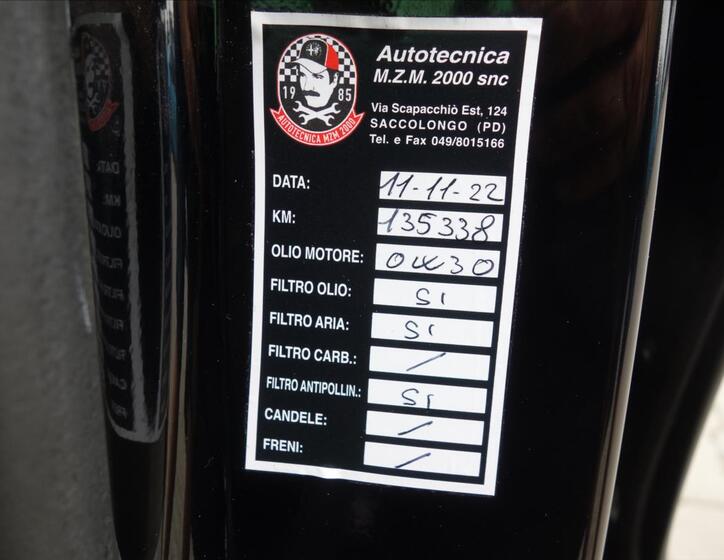 Autotecnica
M.Z.M. 2000 snc
1985
AUTOTECNICA MZM 2000
Via Scapacchiò Est, 124
SACCOLONGO (PD)
Tel. e Fax 049/8015166
DATA: 11-11-22
KM: 135338
OLIO MOTORE: 0W30
FILTRO OLIO: SI
FILTRO ARIA: SI
FILTRO CARB.: /
FILTRO ANTIPOLLIN.: SI
CANDELE: /
FRENI: /